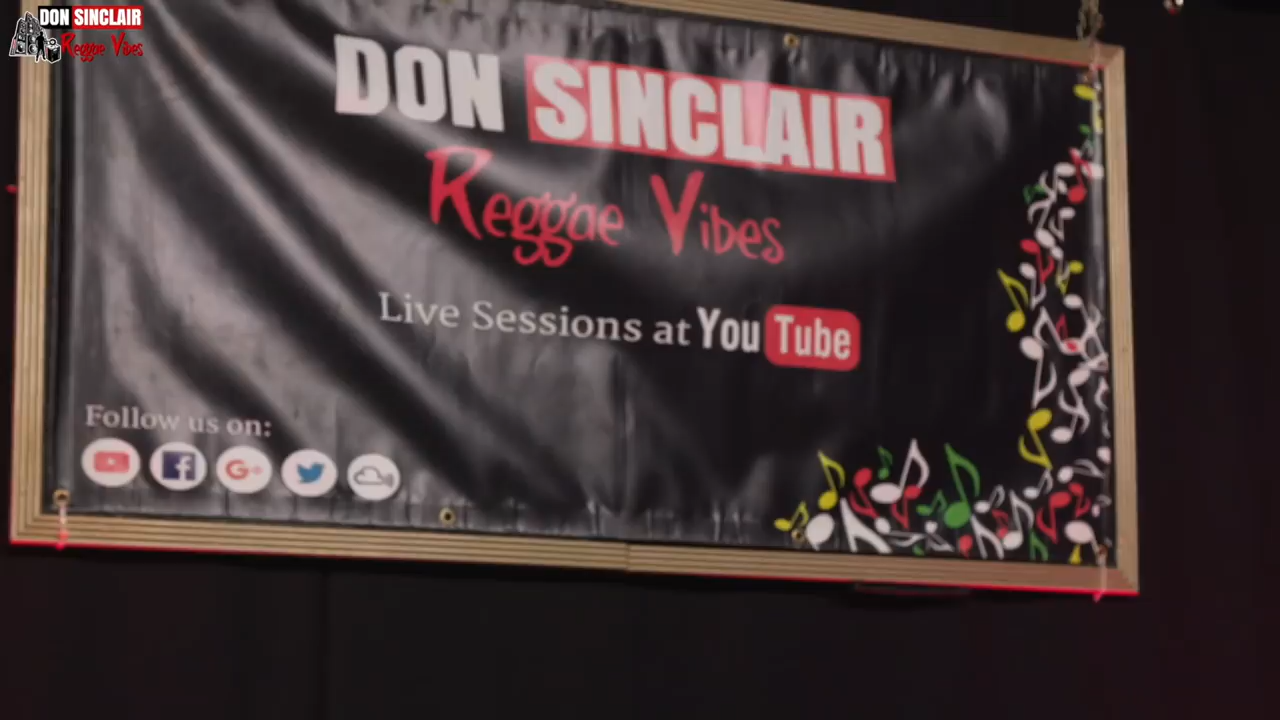 DON SINCLAIR
Reggae Vibes
DON SINCLAIR
Reggae Vibes
Live Sessions at YouTube
Follow us on:
G+